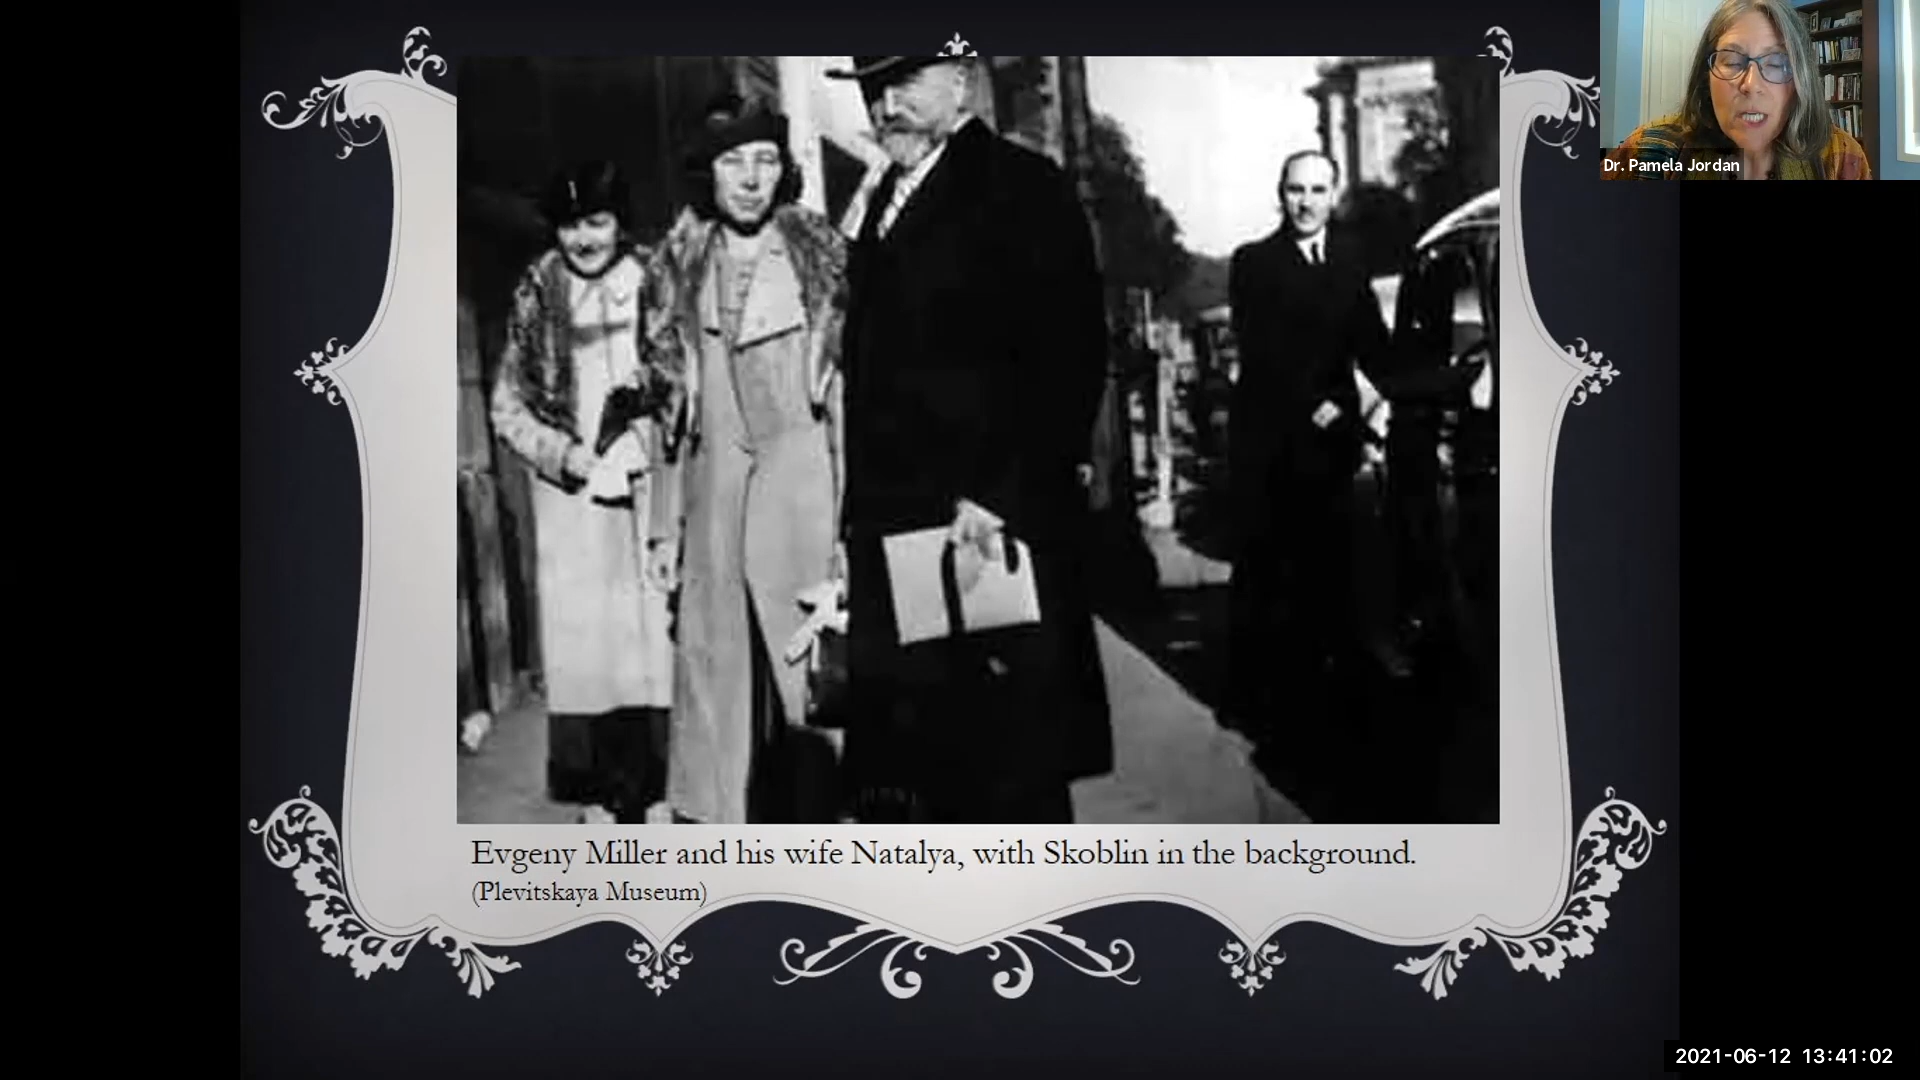 Dr. Pamela Jordan
Evgeny Miller and his wife Natalya, with Skoblin in the background.
(Plevitskaya Museum)
2021-06-12 13:41:02